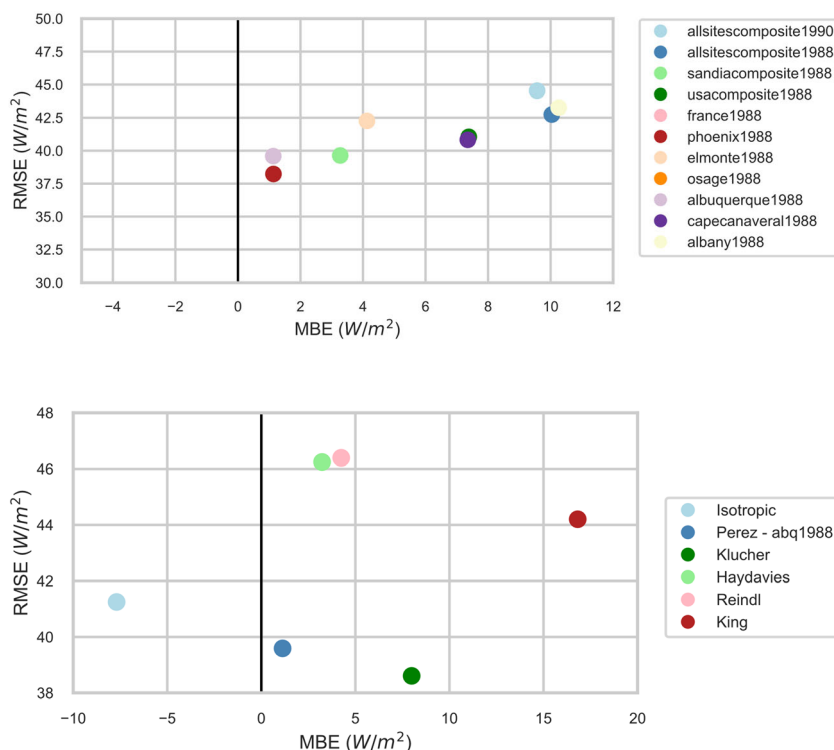 50.0
47.5
45.0
42.5
40.0
37.5
35.0
32.5
30.0
RMSE (W/m²)
−4 −2 0 2 4 6 8 10 12
MBE (W/m²)
allsitescomposite1990
allsitescomposite1988
sandiacomposite1988
usacomposite1988
france1988
phoenix1988
elmonte1988
osage1988
albuquerque1988
capecanaveral1988
albany1988
48
46
44
42
40
38
RMSE (W/m²)
−10 −5 0 5 10 15 20
MBE (W/m²)
Isotropic
Perez - abq1988
Klucher
Haydavies
Reindl
King